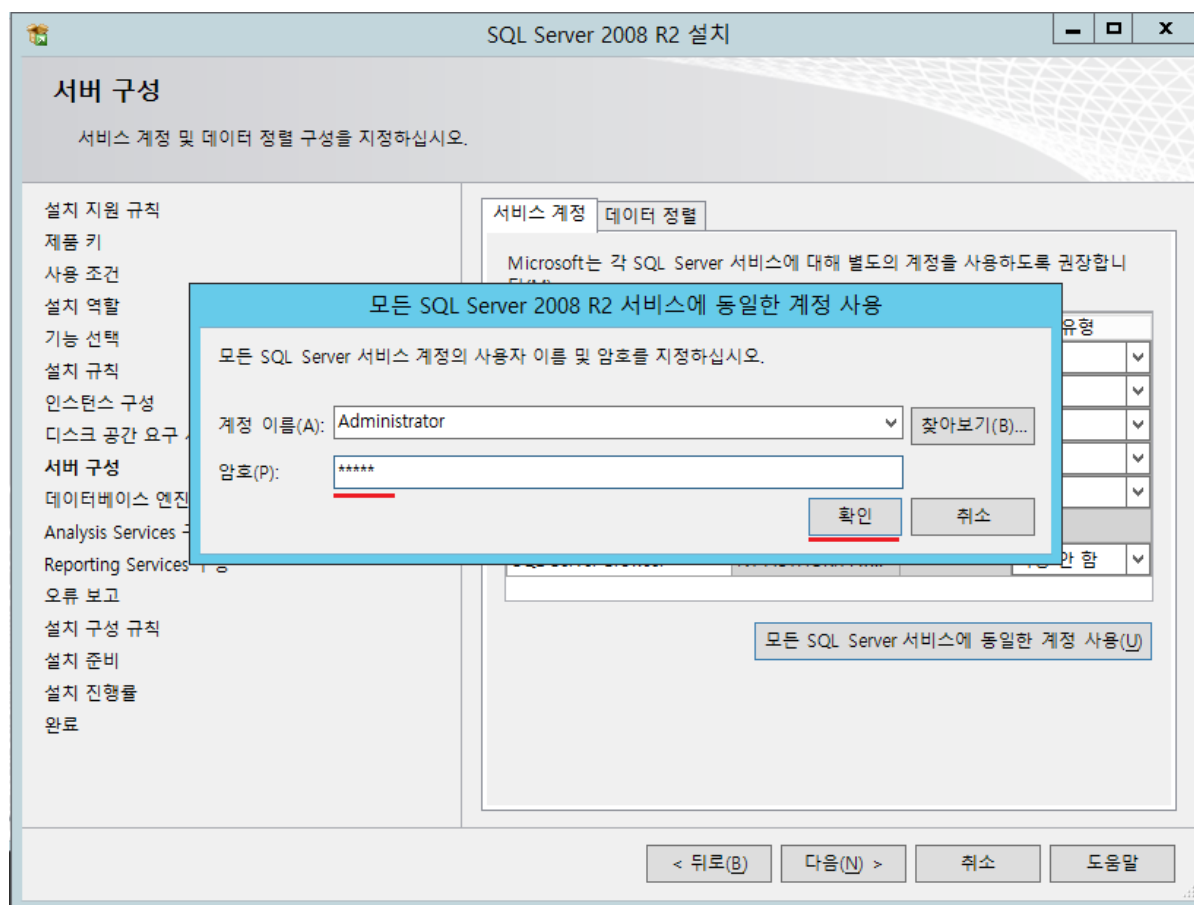 SQL Server 2008 R2 설치
서버 구성
서비스 계정 및 데이터 정렬 구성을 지정하십시오.
설치 지원 규칙
제품 키
사용 조건
설치 역할
기능 선택
설치 규칙
인스턴스 구성
디스크 공간 요구
서버 구성
데이터베이스 엔진
Analysis Services
Reporting Services 구성
오류 보고
설치 구성 규칙
설치 준비
설치 진행률
완료
서비스 계정
데이터 정렬
Microsoft는 각 SQL Server 서비스에 대해 별도의 계정을 사용하도록 권장합니
유형
모든 SQL Server 2008 R2 서비스에 동일한 계정 사용
모든 SQL Server 서비스 계정의 사용자 이름 및 암호를 지정하십시오.
계정 이름(A): Administrator 찾아보기(B)...
암호(P): *****
확인 취소
안 함
모든 SQL Server 서비스에 동일한 계정 사용(U)
< 뒤로(B) 다음(N) > 취소 도움말